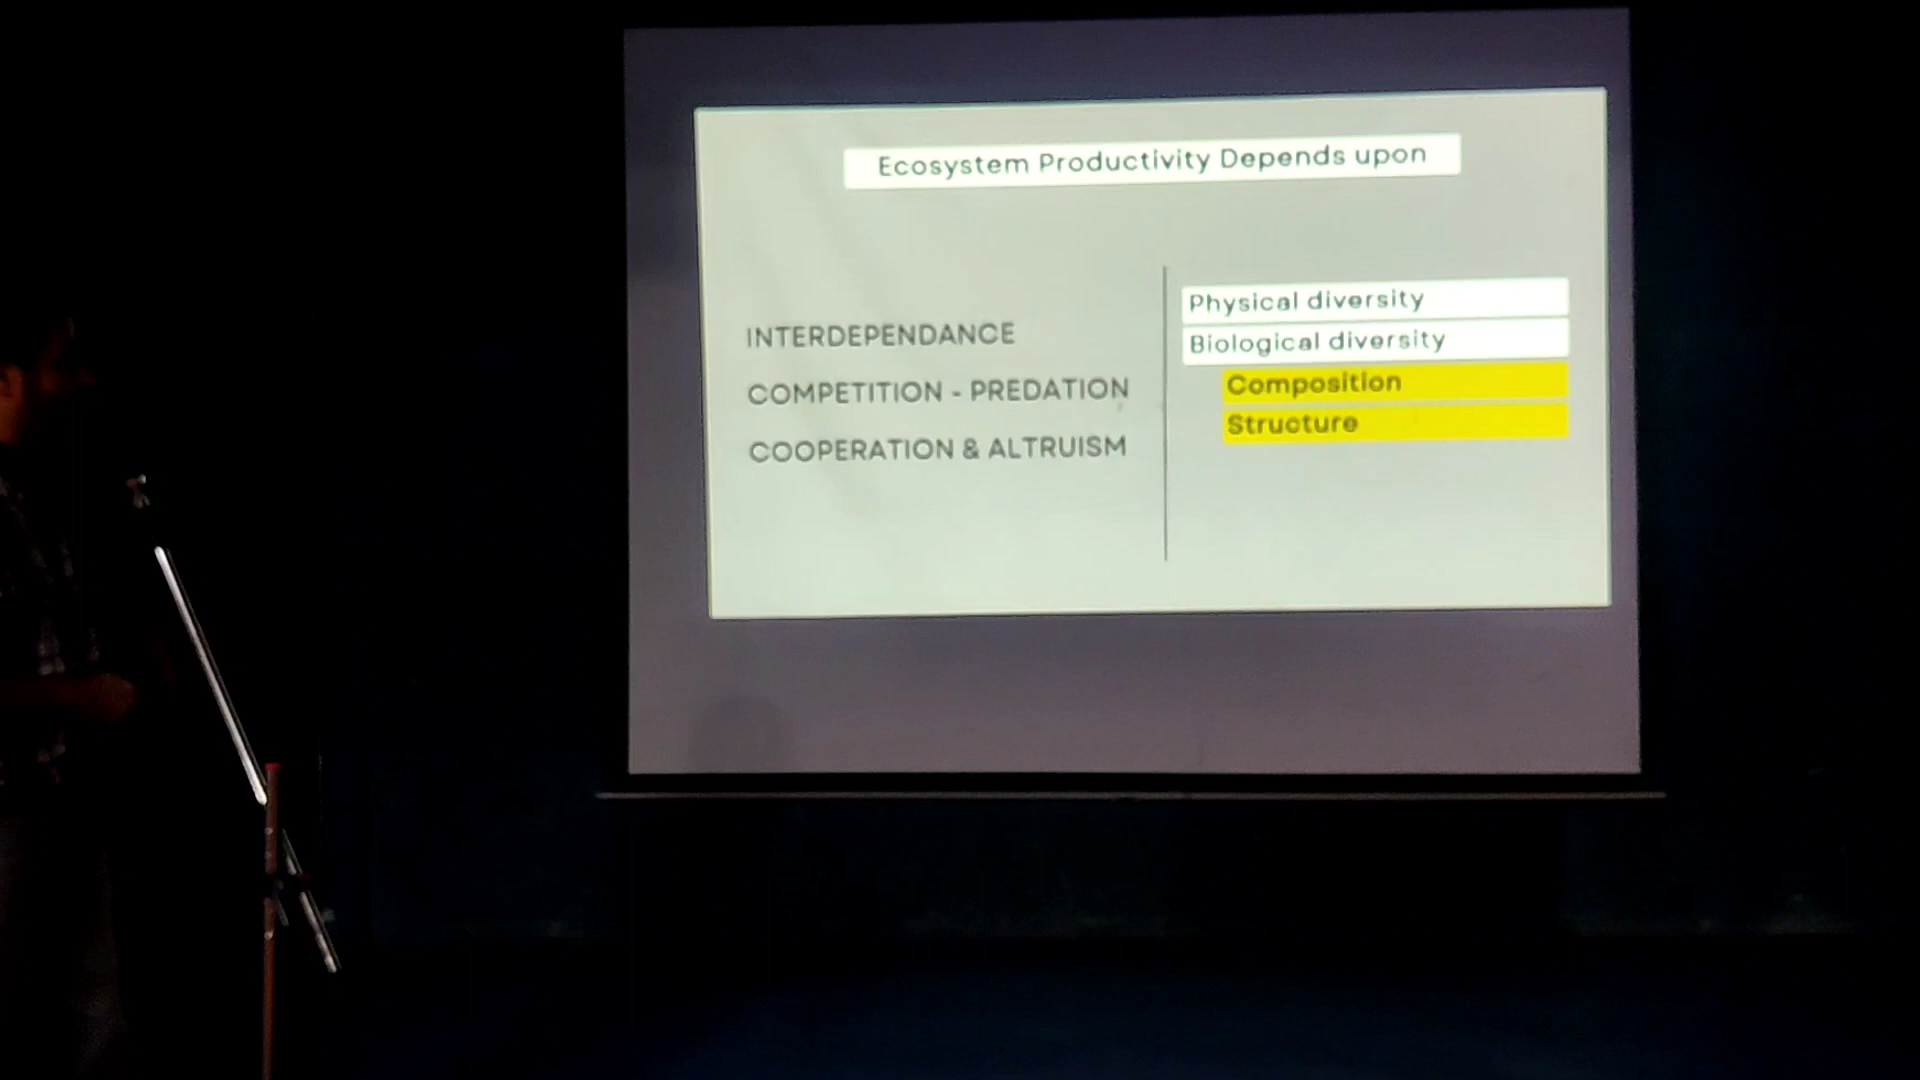 Ecosystem Productivity Depends upon
INTERDEPENDANCE
COMPETITION - PREDATION
COOPERATION & ALTRUISM
Physical diversity
Biological diversity
Composition
Structure